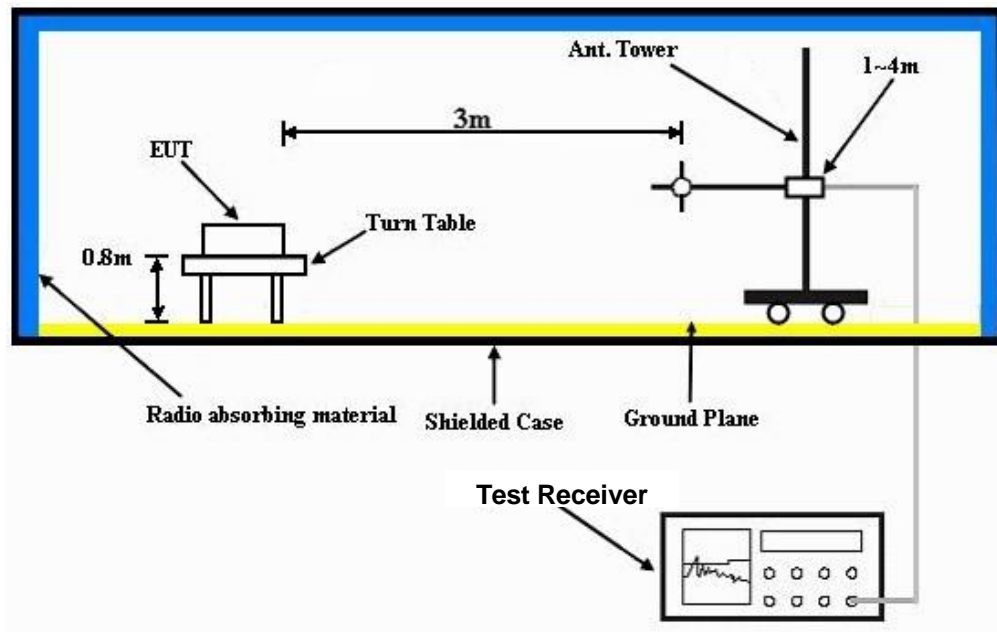 Ant. Tower
1~4m
3m
EUT
Turn Table
0.8m
Radio absorbing material
Shielded Case
Ground Plane
Test Receiver